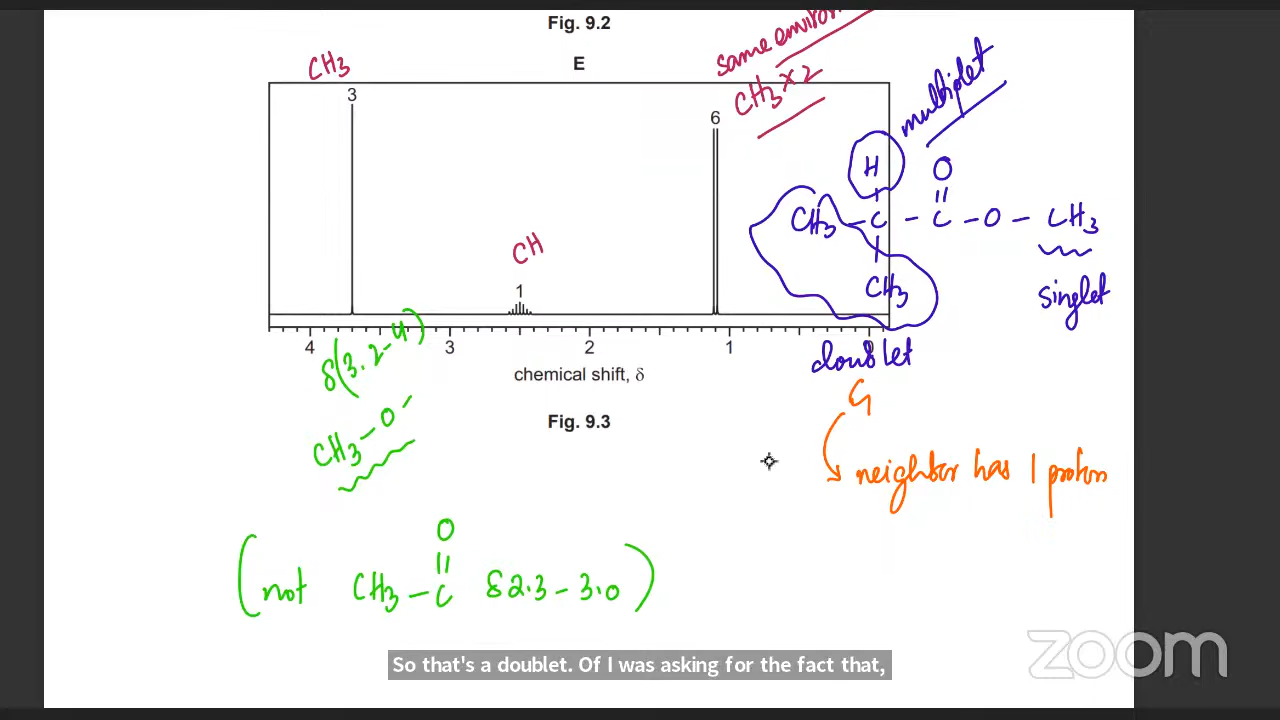 Fig. 9.2
same environ
E
CH3
CH3 × 2
multiplet
3
6
H
O
CH3 - C - C - O - CH3
CH
1
CH3
singlet
4 3 2 1
doublet
δ(3.2-4)
chemical shift, δ
Fig. 9.3
CH3-O-
neighbor has 1 proton
O
(not CH3-C δ2.3-3.0)
So that's a doublet. Of I was asking for the fact that,
zoom